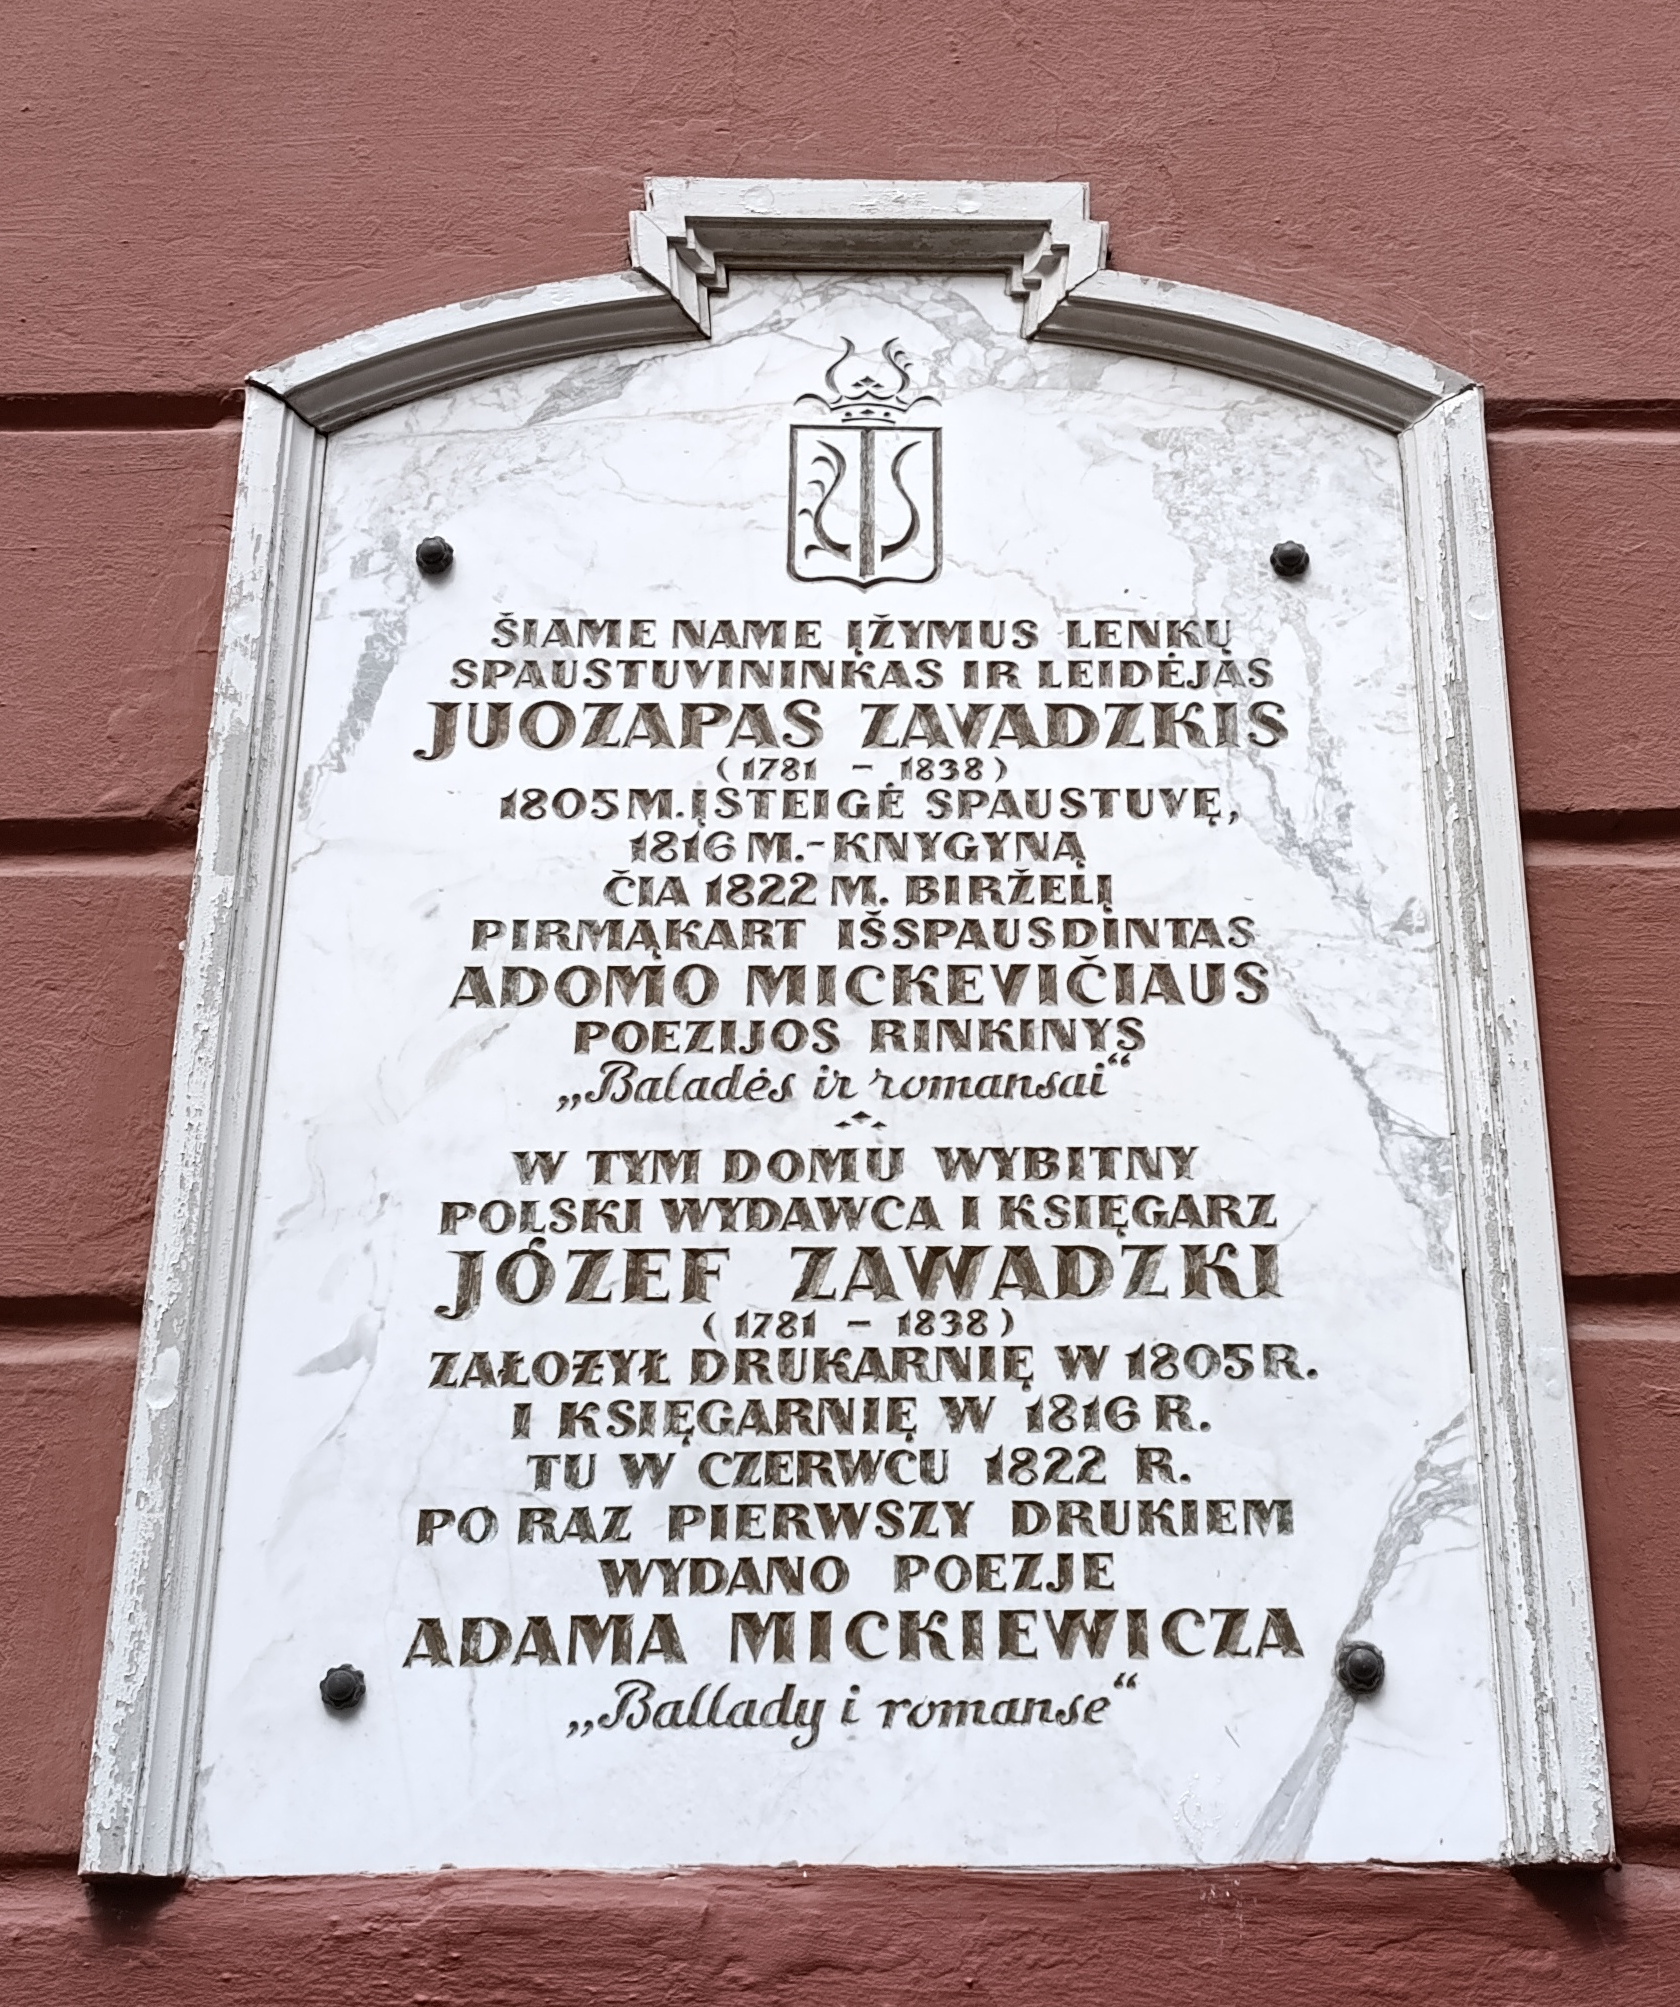 ŠIAME NAME ĮŽYMUS LENKŲ
SPAUSTUVININKAS IR LEIDĖJAS
JUOZAPAS ZAVADZKIS
(1781 – 1838)
1805 M. ĮSTEIGĖ SPAUSTUVĘ,
1816 M.-KNYGYNĄ
ČIA 1822 M. BIRŽELĮ
PIRMĄKART IŠSPAUSDINTAS
ADOMO MICKEVIČIAUS
POEZIJOS RINKINYS
„Baladės ir romansai“
W TYM DOMU WYBITNY
POLSKI WYDAWCA I KSIĘGARZ
JÓZEF ZAWADZKI
(1781 – 1838)
ZAŁOŻYŁ DRUKARNIĘ W 1805 R.
I KSIĘGARNIĘ W 1816 R.
TU W CZERWCU 1822 R.
PO RAZ PIERWSZY DRUKIEM
WYDANO POEZJE
ADAMA MICKIEWICZA
„Ballady i romanse“